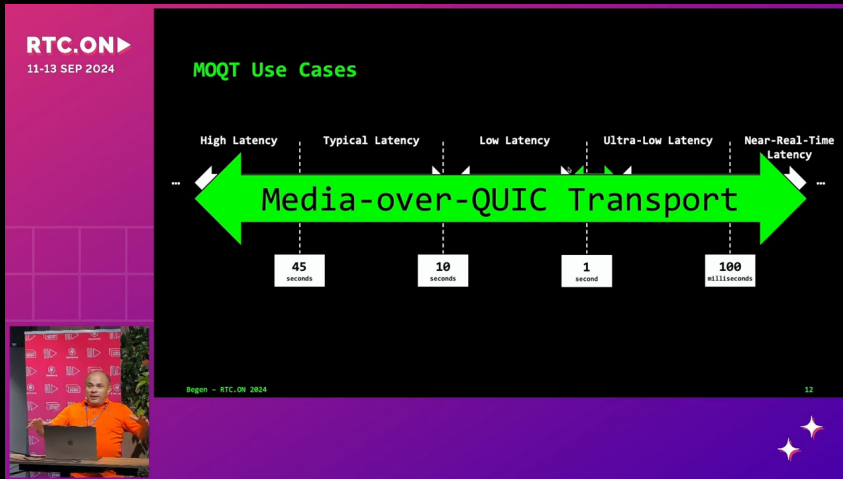 RTC.ON
11-13 SEP 2024
MOQT Use Cases
High Latency
Typical Latency
Low Latency
Ultra-Low Latency
Near-Real-Time
Latency
...
...
Media-over-QUIC Transport
45
seconds
10
seconds
1
second
100
milliseconds
Begen – RTC.ON 2024
12